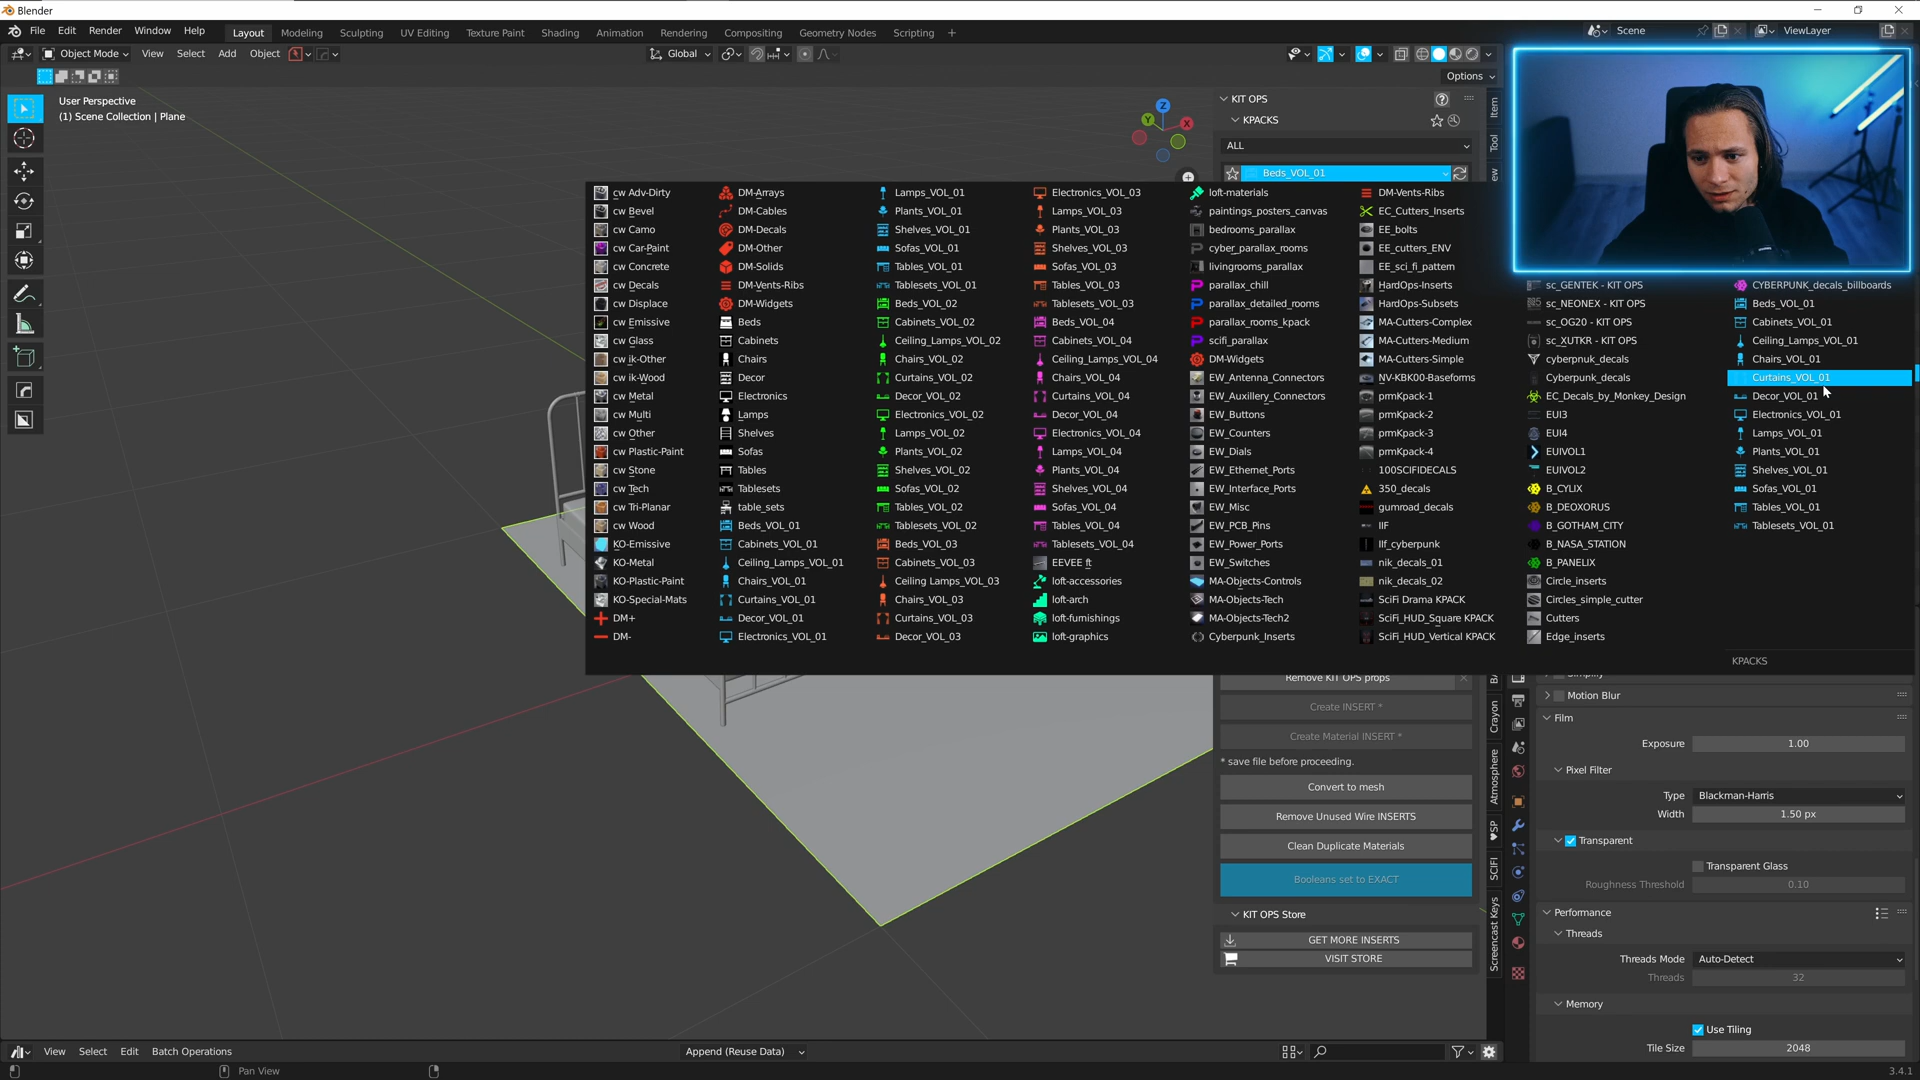 Blender
File Edit Render Window Help Layout Modeling Sculpting UV Editing Texture Paint Shading Animation Rendering Compositing Geometry Nodes Scripting + Scene ViewLayer
Object Mode View Select Add Object Global
Options
User Perspective
(1) Scene Collection | Plane
Z
Y
X
KIT OPS
KPACKS
ALL
Beds_VOL_01
Item
Tool
ew
cw Adv-Dirty
cw Bevel
cw Camo
cw Car-Paint
cw Concrete
cw Decals
cw Displace
cw Emissive
cw Glass
cw ik-Other
cw ik-Wood
cw Metal
cw Multi
cw Other
cw Plastic-Paint
cw Stone
cw Tech
cw Tri-Planar
cw Wood
KO-Emissive
KO-Metal
KO-Plastic-Paint
KO-Special-Mats
DM+
DM-
DM-Arrays
DM-Cables
DM-Decals
DM-Other
DM-Solids
DM-Vents-Ribs
DM-Widgets
Beds
Cabinets
Chairs
Decor
Electronics
Lamps
Shelves
Sofas
Tables
Tablesets
table_sets
Beds_VOL_01
Cabinets_VOL_01
Ceiling_Lamps_VOL_01
Chairs_VOL_01
Curtains_VOL_01
Decor_VOL_01
Electronics_VOL_01
Lamps_VOL_01
Plants_VOL_01
Shelves_VOL_01
Sofas_VOL_01
Tables_VOL_01
Tablesets_VOL_01
Beds_VOL_02
Cabinets_VOL_02
Ceiling_Lamps_VOL_02
Chairs_VOL_02
Curtains_VOL_02
Decor_VOL_02
Electronics_VOL_02
Lamps_VOL_02
Plants_VOL_02
Shelves_VOL_02
Sofas_VOL_02
Tables_VOL_02
Tablesets_VOL_02
Beds_VOL_03
Cabinets_VOL_03
Ceiling Lamps_VOL_03
Chairs_VOL_03
Curtains_VOL_03
Decor_VOL_03
Electronics_VOL_03
Lamps_VOL_03
Plants_VOL_03
Shelves_VOL_03
Sofas_VOL_03
Tables_VOL_03
Tablesets_VOL_03
Beds_VOL_04
Cabinets_VOL_04
Ceiling_Lamps_VOL_04
Chairs_VOL_04
Curtains_VOL_04
Decor_VOL_04
Electronics_VOL_04
Lamps_VOL_04
Plants_VOL_04
Shelves_VOL_04
Sofas_VOL_04
Tables_VOL_04
Tablesets_VOL_04
EEVEE ft
loft-accessories
loft-arch
loft-furnishings
loft-graphics
loft-materials
paintings_posters_canvas
bedrooms_parallax
cyber_parallax_rooms
livingrooms_parallax
parallax_chill
parallax_detailed_rooms
parallax_rooms_kpack
scifi_parallax
DM-Widgets
EW_Antenna_Connectors
EW_Auxillery_Connectors
EW_Buttons
EW_Counters
EW_Dials
EW_Ethernet_Ports
EW_Interface_Ports
EW_Misc
EW_PCB_Pins
EW_Power_Ports
EW_Switches
MA-Objects-Controls
MA-Objects-Tech
MA-Objects-Tech2
Cyberpunk_Inserts
DM-Vents-Ribs
EC_Cutters_Inserts
EE_bolts
EE_cutters_ENV
EE_sci_fi_pattern
HardOps-Inserts
HardOps-Subsets
MA-Cutters-Complex
MA-Cutters-Medium
MA-Cutters-Simple
NV-KBK00-Baseforms
prmKpack-1
prmKpack-2
prmKpack-3
prmKpack-4
100SCIFIDECALS
350_decals
gumroad_decals
IIF
IIf_cyberpunk
nik_decals_01
nik_decals_02
SciFi Drama KPACK
SciFi_HUD_Square KPACK
SciFi_HUD_Vertical KPACK
sc_GENTEK - KIT OPS
sc_NEONEX - KIT OPS
sc_OG20 - KIT OPS
sc_XUTKR - KIT OPS
cyberpnuk_decals
Cyberpunk_decals
EC_Decals_by_Monkey_Design
EUI3
EUI4
EUIVOL1
EUIVOL2
B_CYLIX
B_DEOXORUS
B_GOTHAM_CITY
B_NASA_STATION
B_PANELIX
Circle_inserts
Circles_simple_cutter
Cutters
Edge_inserts
CYBERPUNK_decals_billboards
Beds_VOL_01
Cabinets_VOL_01
Ceiling_Lamps_VOL_01
Chairs_VOL_01
Curtains_VOL_01
Decor_VOL_01
Electronics_VOL_01
Lamps_VOL_01
Plants_VOL_01
Shelves_VOL_01
Sofas_VOL_01
Tables_VOL_01
Tablesets_VOL_01
KPACKS
Remove KIT OPS props
Create INSERT *
Create Material INSERT *
* save file before proceeding.
Convert to mesh
Remove Unused Wire INSERTS
Clean Duplicate Materials
Booleans set to EXACT
KIT OPS Store
GET MORE INSERTS
VISIT STORE
Crayon
Atmosphere
♥SP
SCIFI
Screencast Keys
Motion Blur
Film
Exposure 1.00
Pixel Filter
Type Blackman-Harris
Width 1.50 px
Transparent
Transparent Glass
Roughness Threshold 0.10
Performance
Threads
Threads Mode Auto-Detect
Threads 32
Memory
Use Tiling
Tile Size 2048
View Select Edit Batch Operations Append (Reuse Data)
Pan View
3.4.1